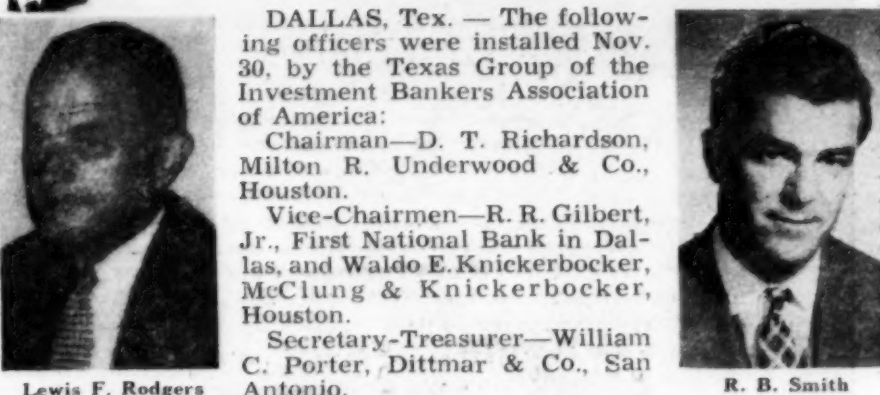 DALLAS, Tex. — The follow-
ing officers were installed Nov.
30, by the Texas Group of the
Investment Bankers Association
of America:
Chairman—D. T. Richardson,
Milton R. Underwood & Co.,
Houston.
Vice-Chairmen—R. R. Gilbert,
Jr., First National Bank in Dal-
las, and Waldo E. Knickerbocker,
McClung & Knickerbocker,
Houston.
Secretary-Treasurer—William
C. Porter, Dittmar & Co., San
Antonio.
Lewis F. Rodgers
R. B. Smith